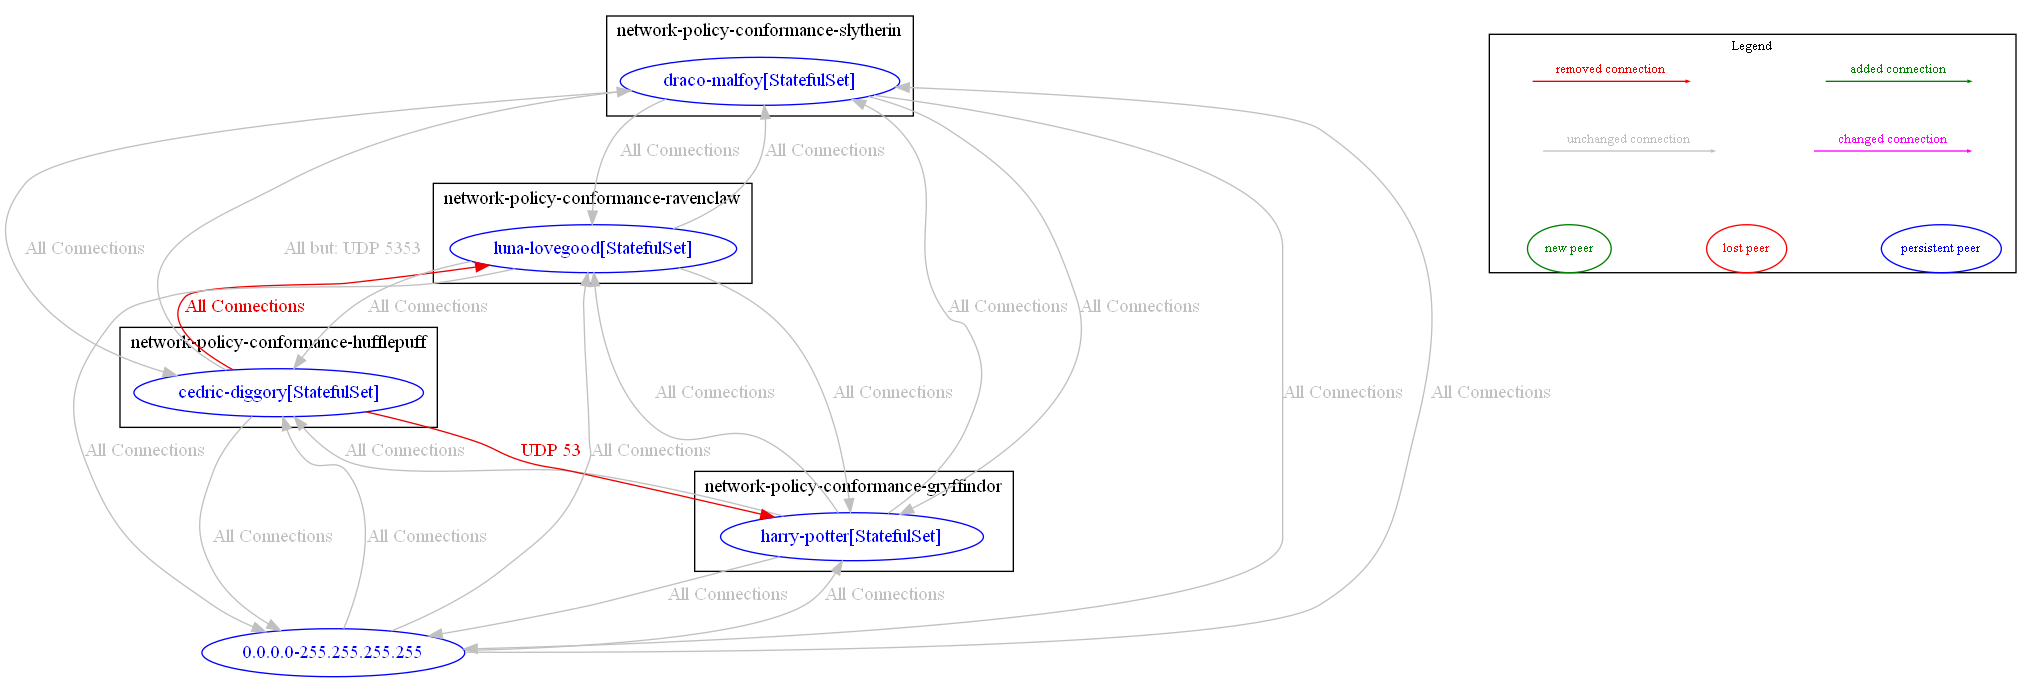 network-policy-conformance-slytherin
draco-malfoy[StatefulSet]
Legend
removed connection
added connection
unchanged connection
changed connection
new peer
lost peer
persistent peer
All Connections
All Connections
network-policy-conformance-ravenclaw
luna-lovegood[StatefulSet]
All Connections
All but: UDP 5353
All Connections
All Connections
All Connections
All Connections
network-policy-conformance-hufflepuff
cedric-diggory[StatefulSet]
All Connections
All Connections
All Connections
All Connections
All Connections
All Connections
UDP 53
All Connections
network-policy-conformance-gryffindor
harry-potter[StatefulSet]
All Connections
All Connections
All Connections
All Connections
0.0.0.0-255.255.255.255